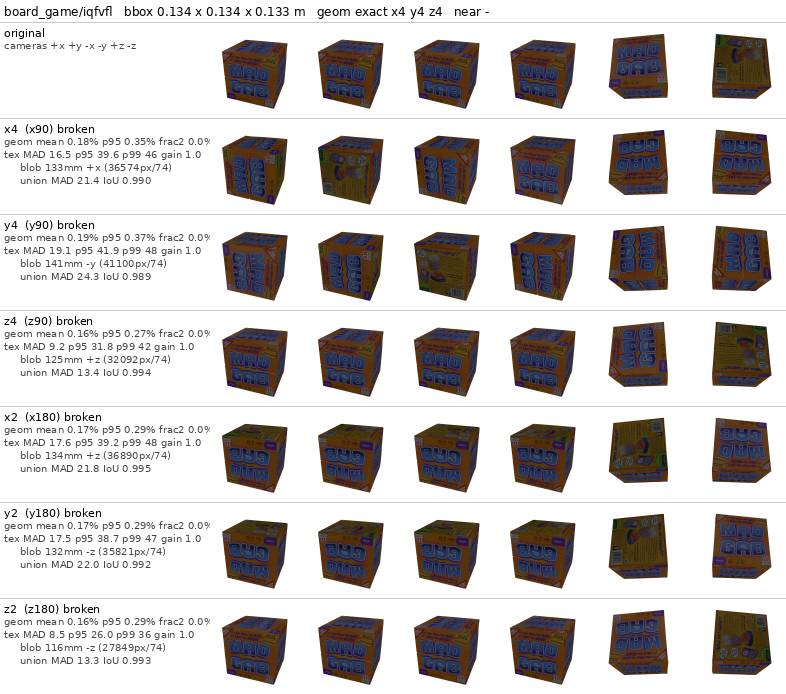 board_game/iqfvfl   bbox 0.134 x 0.134 x 0.133 m   geom exact x4 y4 z4   near -
original
cameras +x +y -x -y +z -z
MAD
GAB
x4  (x90) broken
geom mean 0.18% p95 0.35% frac2 0.0%
tex MAD 16.5 p95 39.6 p99 46 gain 1.0
blob 133mm +x (36574px/74)
union MAD 21.4 IoU 0.990
y4  (y90) broken
geom mean 0.19% p95 0.37% frac2 0.0%
tex MAD 19.1 p95 41.9 p99 48 gain 1.0
blob 141mm -y (41100px/74)
union MAD 24.3 IoU 0.989
z4  (z90) broken
geom mean 0.16% p95 0.27% frac2 0.0%
tex MAD 9.2 p95 31.8 p99 42 gain 1.0
blob 125mm +z (32092px/74)
union MAD 13.4 IoU 0.994
x2  (x180) broken
geom mean 0.17% p95 0.29% frac2 0.0%
tex MAD 17.6 p95 39.2 p99 48 gain 1.0
blob 134mm +z (36890px/74)
union MAD 21.8 IoU 0.995
y2  (y180) broken
geom mean 0.17% p95 0.29% frac2 0.0%
tex MAD 17.5 p95 38.7 p99 47 gain 1.0
blob 132mm -z (35821px/74)
union MAD 22.0 IoU 0.992
z2  (z180) broken
geom mean 0.16% p95 0.29% frac2 0.0%
tex MAD 8.5 p95 26.0 p99 36 gain 1.0
blob 116mm -z (27849px/74)
union MAD 13.3 IoU 0.993